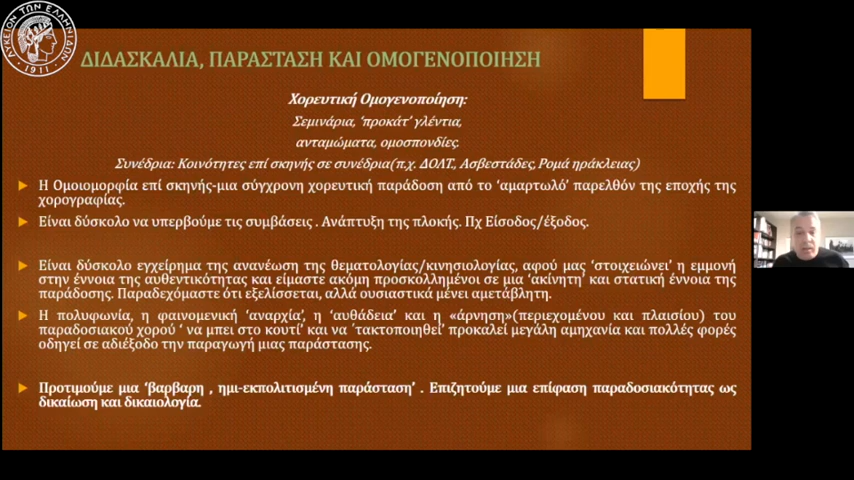 ΛΥΚΕΙΟΝ ΤΩΝ ΕΛΛΗΝΙΔΩΝ
1911
ΔΙΔΑΣΚΑΛΙΑ, ΠΑΡΑΣΤΑΣΗ ΚΑΙ ΟΜΟΓΕΝΟΠΟΙΗΣΗ
Χορευτική Ομογενοποίηση:
Σεμινάρια, 'προκάτ' γλέντια,
ανταμώματα, ομοσπονδίες.
Συνέδρια: Κοινότητες επί σκηνής σε συνέδρια(π.χ. ΔΟΛΤ., Ασβεστάδες, Ρομά ηράκλειας)
Η Ομοιομορφία επί σκηνής-μια σύγχρονη χορευτική παράδοση από το 'αμαρτωλό' παρελθόν της εποχής της
χορογραφίας.
Είναι δύσκολο να υπερβούμε τις συμβάσεις . Ανάπτυξη της πλοκής. Πχ Είσοδος/έξοδος.
Είναι δύσκολο εγχείρημα της ανανέωση της θεματολογίας/κινησιολογίας, αφού μας 'στοιχειώνει' η εμμονή
στην έννοια της αυθεντικότητας και είμαστε ακόμη προσκολλημένοι σε μια 'ακίνητη' και στατική έννοια της
παράδοσης. Παραδεχόμαστε ότι εξελίσσεται, αλλά ουσιαστικά μένει αμετάβλητη.
Η πολυφωνία, η φαινομενική 'αναρχία', η 'αυθάδεια' και η «άρνηση»(περιεχομένου και πλαισίου) του
παραδοσιακού χορού ' να μπει στο κουτί' και να ΄τακτοποιηθεί' προκαλεί μεγάλη αμηχανία και πολλές φορές
οδηγεί σε αδιέξοδο την παραγωγή μιας παράστασης.
Προτιμούμε μια 'βαρβαρη , ημι-εκπολιτισμένη παράσταση' . Επιζητούμε μια επίφαση παραδοσιακότητας ως
δικαίωση και δικαιολογία.